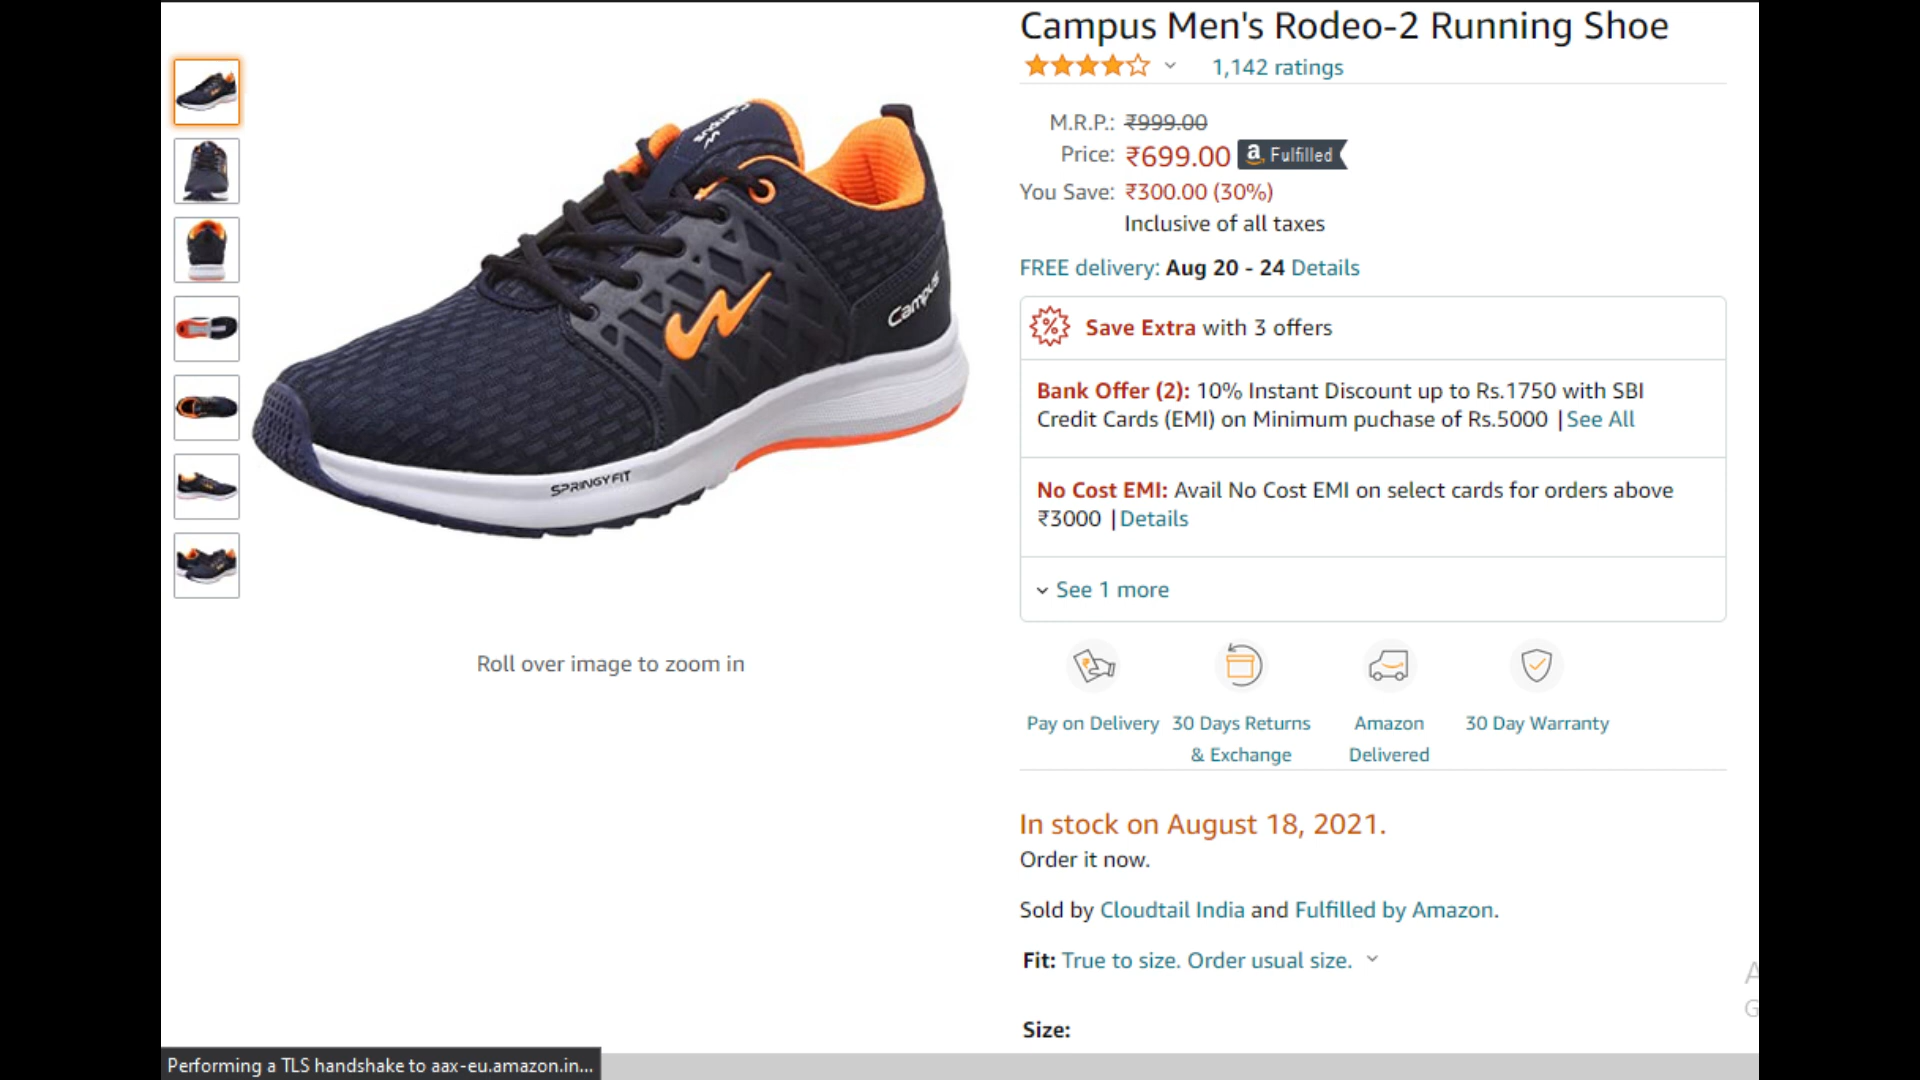 Campus Men's Rodeo-2 Running Shoe
1,142 ratings
M.R.P.: ₹999.00
Price: ₹699.00 a Fulfilled
You Save: ₹300.00 (30%)
Inclusive of all taxes
FREE delivery: Aug 20 - 24 Details
Save Extra with 3 offers
Bank Offer (2): 10% Instant Discount up to Rs.1750 with SBI
Credit Cards (EMI) on Minimum puchase of Rs.5000 | See All
No Cost EMI: Avail No Cost EMI on select cards for orders above
₹3000 | Details
See 1 more
Pay on Delivery
30 Days Returns
& Exchange
Amazon
Delivered
30 Day Warranty
In stock on August 18, 2021.
Order it now.
Sold by Cloudtail India and Fulfilled by Amazon.
Fit: True to size. Order usual size.
Size:
Campus
Campus
SPRINGY FIT
Roll over image to zoom in
A
G
Performing a TLS handshake to aax-eu.amazon.in...